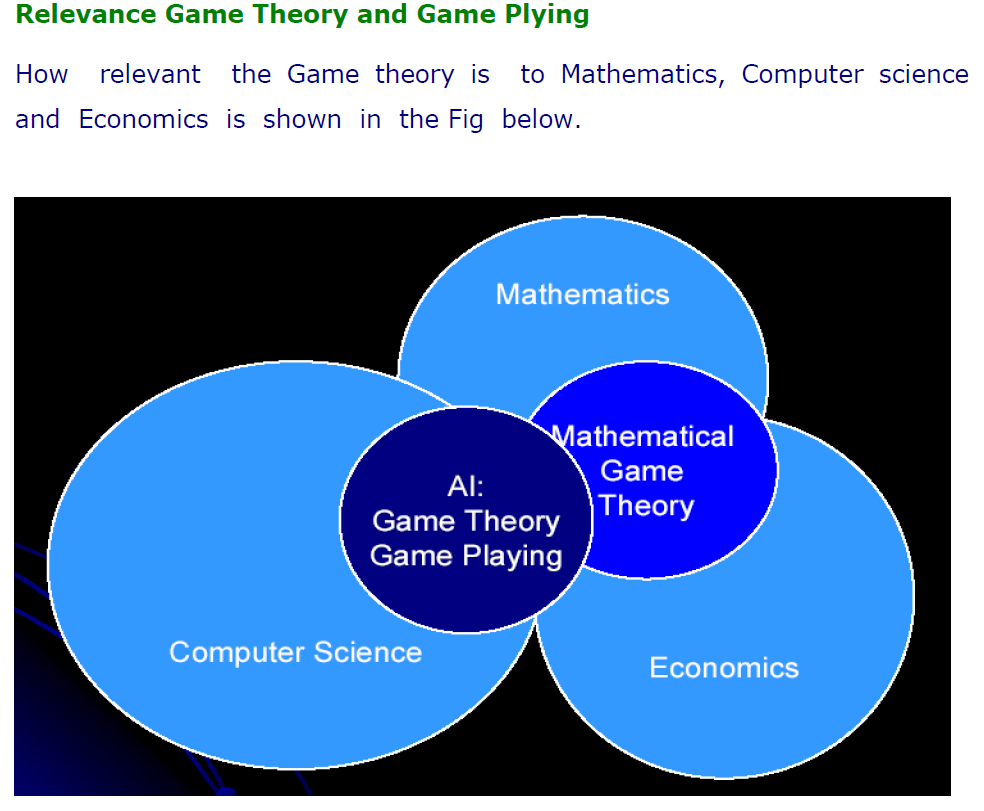 Relevance Game Theory and Game Plying
How relevant the Game theory is to Mathematics, Computer science
and Economics is shown in the Fig below.
Mathematics
Mathematical
Game
Theory
AI:
Game Theory
Game Playing
Computer Science
Economics